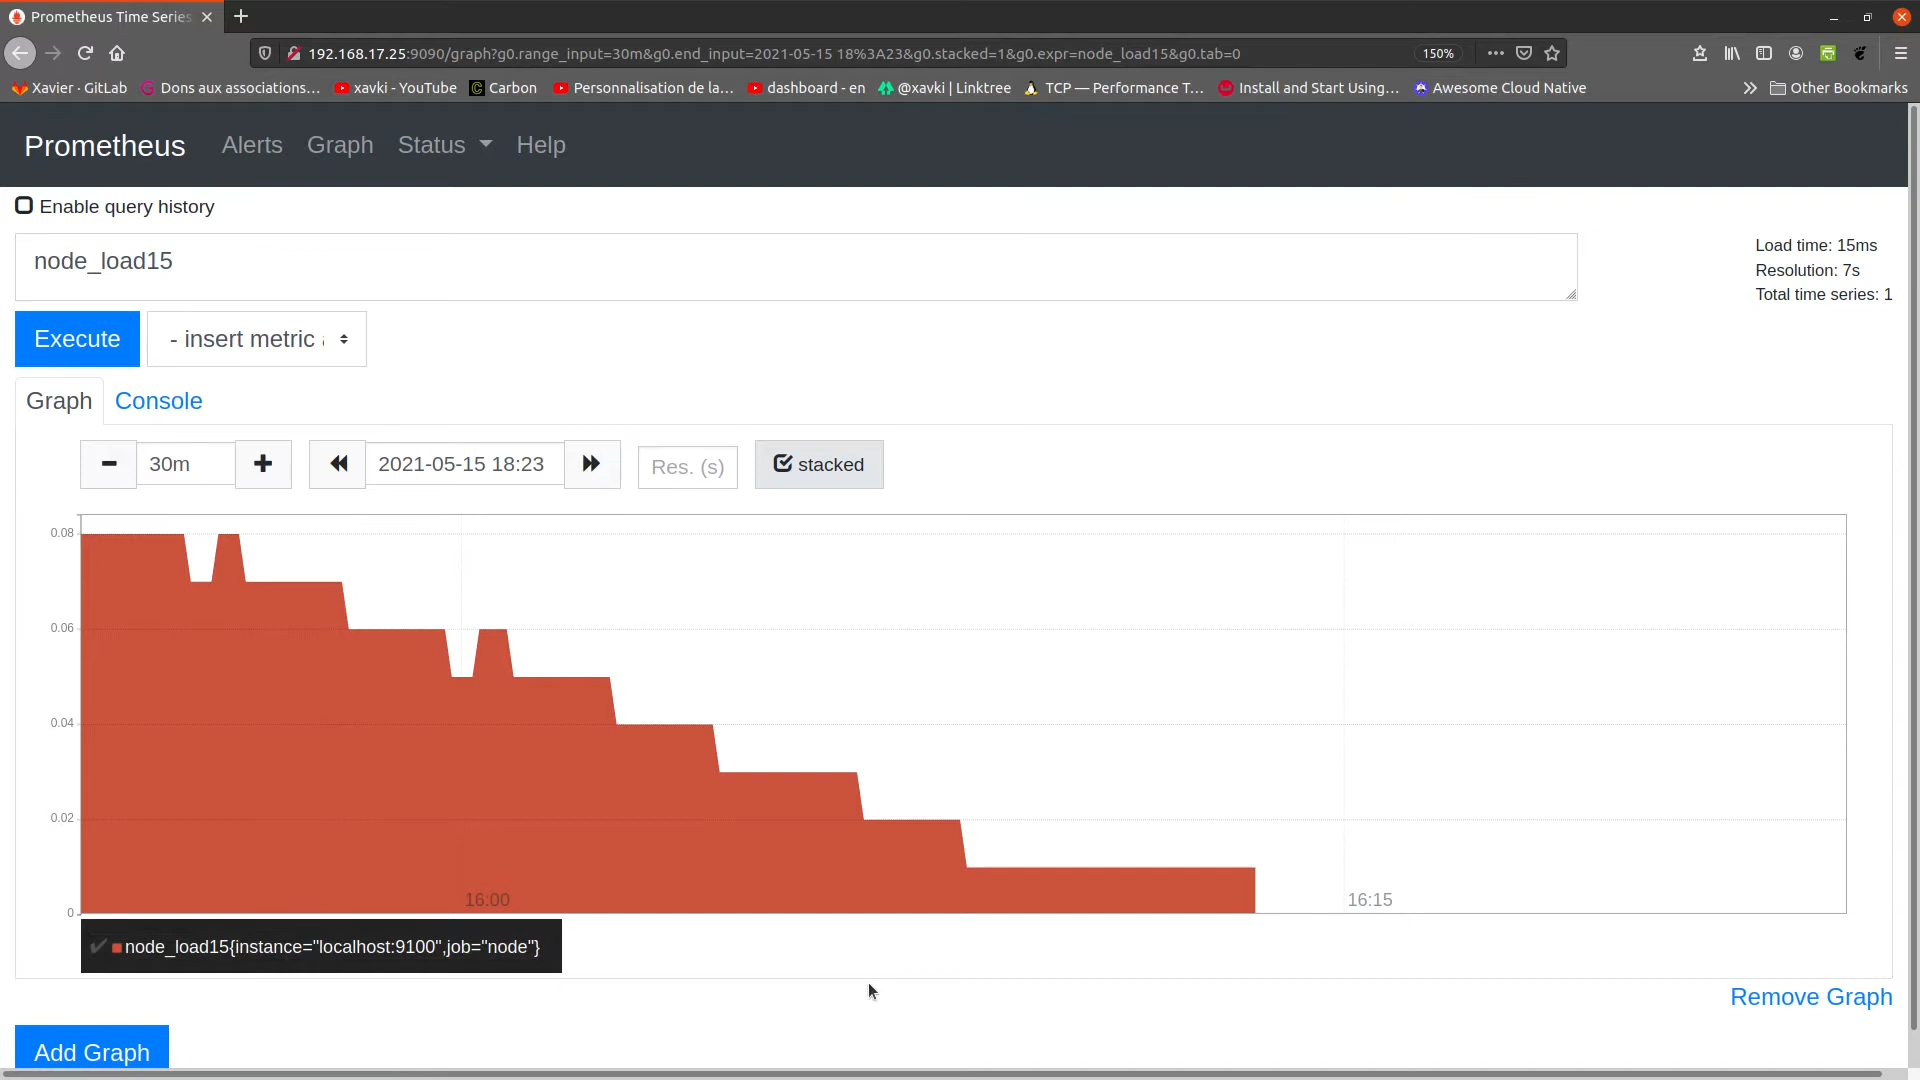 Prometheus Time Series
192.168.17.25:9090/graph?g0.range_input=30m&g0.end_input=2021-05-15 18%3A23&g0.stacked=1&g0.expr=node_load15&g0.tab=0
150%
Xavier · GitLab
Dons aux associations…
xavki - YouTube
Carbon
Personnalisation de la…
dashboard - en
@xavki | Linktree
TCP — Performance T…
Install and Start Using…
Awesome Cloud Native
Other Bookmarks
Prometheus
Alerts
Graph
Status
Help
Enable query history
node_load15
Load time: 15ms
Resolution: 7s
Total time series: 1
Execute
- insert metric
Graph
Console
30m
2021-05-15 18:23
Res. (s)
stacked
0.08
0.06
0.04
0.02
0
16:00
16:15
node_load15{instance="localhost:9100",job="node"}
Remove Graph
Add Graph